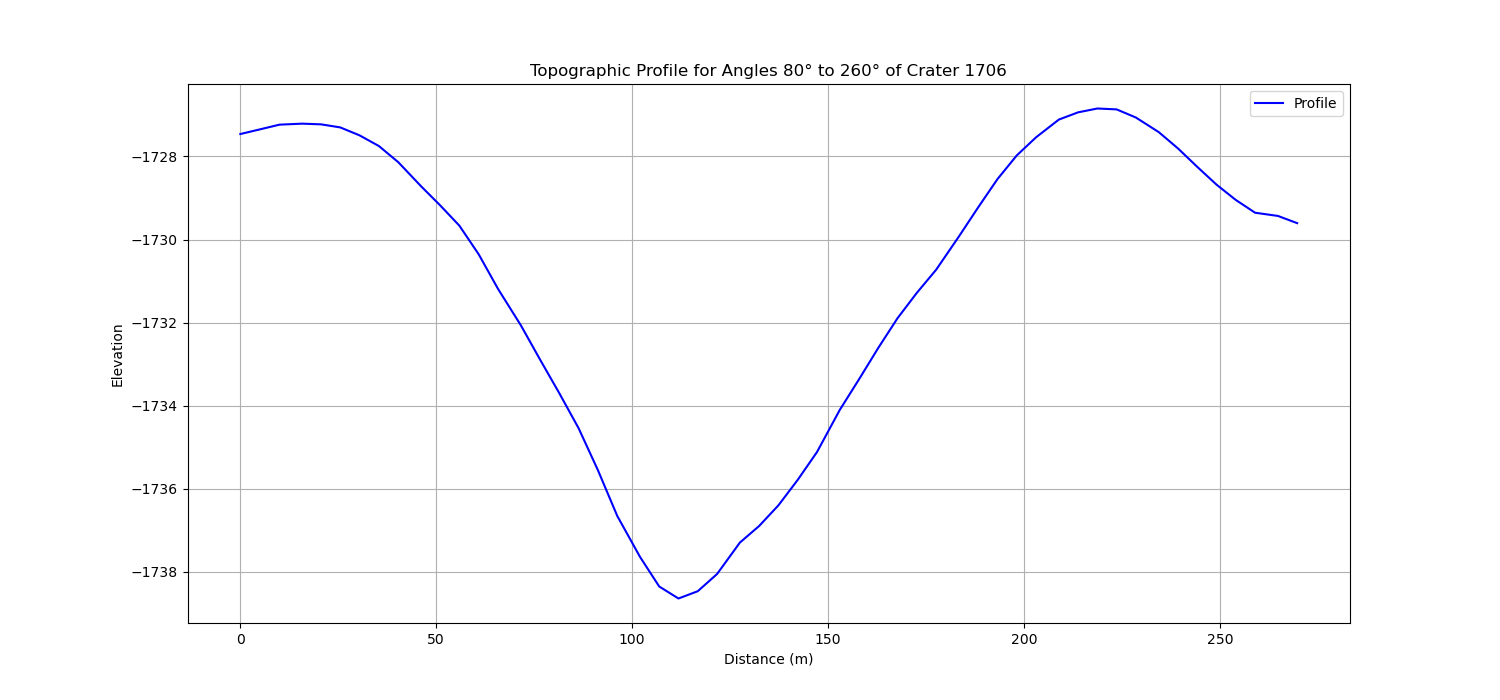 Topographic Profile for Angles 80° to 260° of Crater 1706
Profile
−1728
−1730
−1732
−1734
−1736
−1738
Elevation
0 50 100 150 200 250
Distance (m)